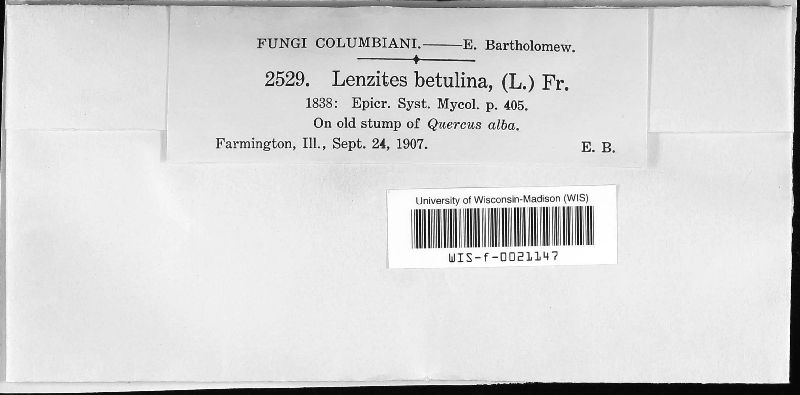 FUNGI COLUMBIANI.——E. Bartholomew.
2529. Lenzites betulina, (L.) Fr.
1838: Epicr. Syst. Mycol. p. 405.
On old stump of Quercus alba.
Farmington, Ill., Sept. 24, 1907. E. B.
University of Wisconsin-Madison (WIS)
WIS-f-0021147